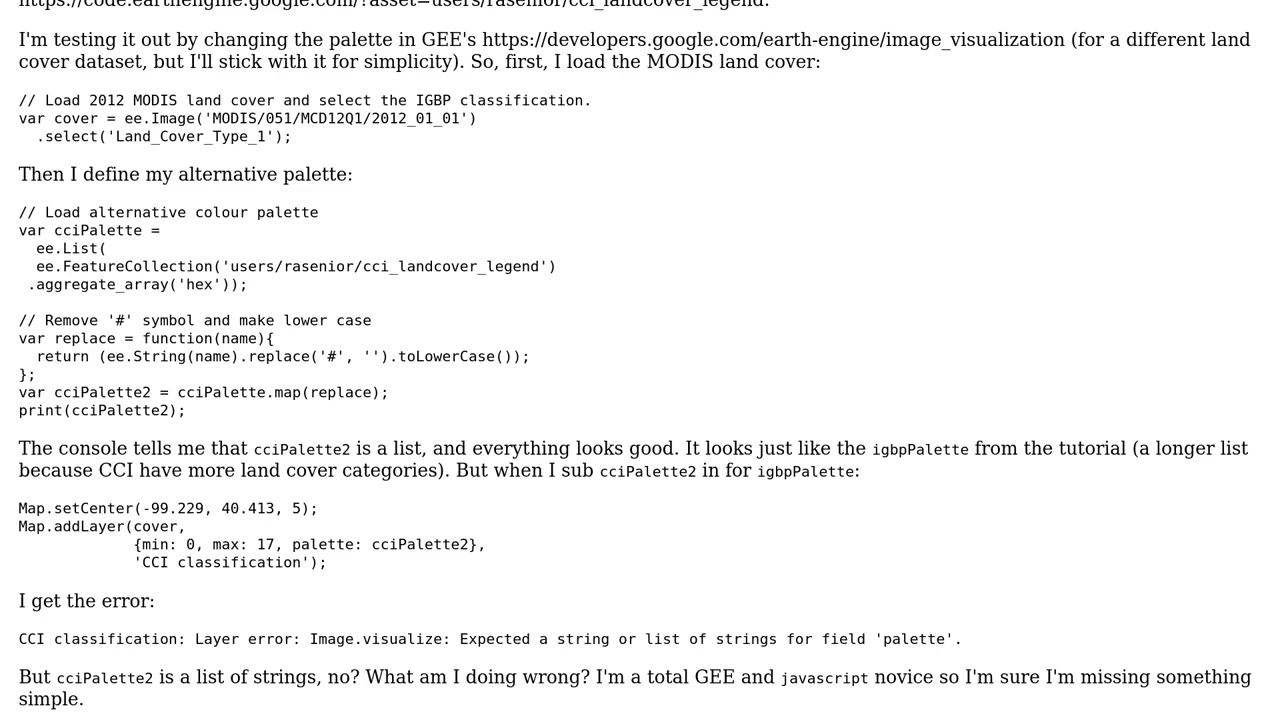 https://code.earthengine.google.com/?asset=users/rasenior/cci_landcover_legend.
I'm testing it out by changing the palette in GEE's https://developers.google.com/earth-engine/image_visualization (for a different land
cover dataset, but I'll stick with it for simplicity). So, first, I load the MODIS land cover:
// Load 2012 MODIS land cover and select the IGBP classification.
var cover = ee.Image('MODIS/051/MCD12Q1/2012_01_01')
  .select('Land_Cover_Type_1');
Then I define my alternative palette:
// Load alternative colour palette
var cciPalette =
  ee.List(
  ee.FeatureCollection('users/rasenior/cci_landcover_legend')
 .aggregate_array('hex'));
// Remove '#' symbol and make lower case
var replace = function(name){
  return (ee.String(name).replace('#', '').toLowerCase());
};
var cciPalette2 = cciPalette.map(replace);
print(cciPalette2);
The console tells me that cciPalette2 is a list, and everything looks good. It looks just like the igbpPalette from the tutorial (a longer list
because CCI have more land cover categories). But when I sub cciPalette2 in for igbpPalette:
Map.setCenter(-99.229, 40.413, 5);
Map.addLayer(cover,
             {min: 0, max: 17, palette: cciPalette2},
             'CCI classification');
I get the error:
CCI classification: Layer error: Image.visualize: Expected a string or list of strings for field 'palette'.
But cciPalette2 is a list of strings, no? What am I doing wrong? I'm a total GEE and javascript novice so I'm sure I'm missing something
simple.